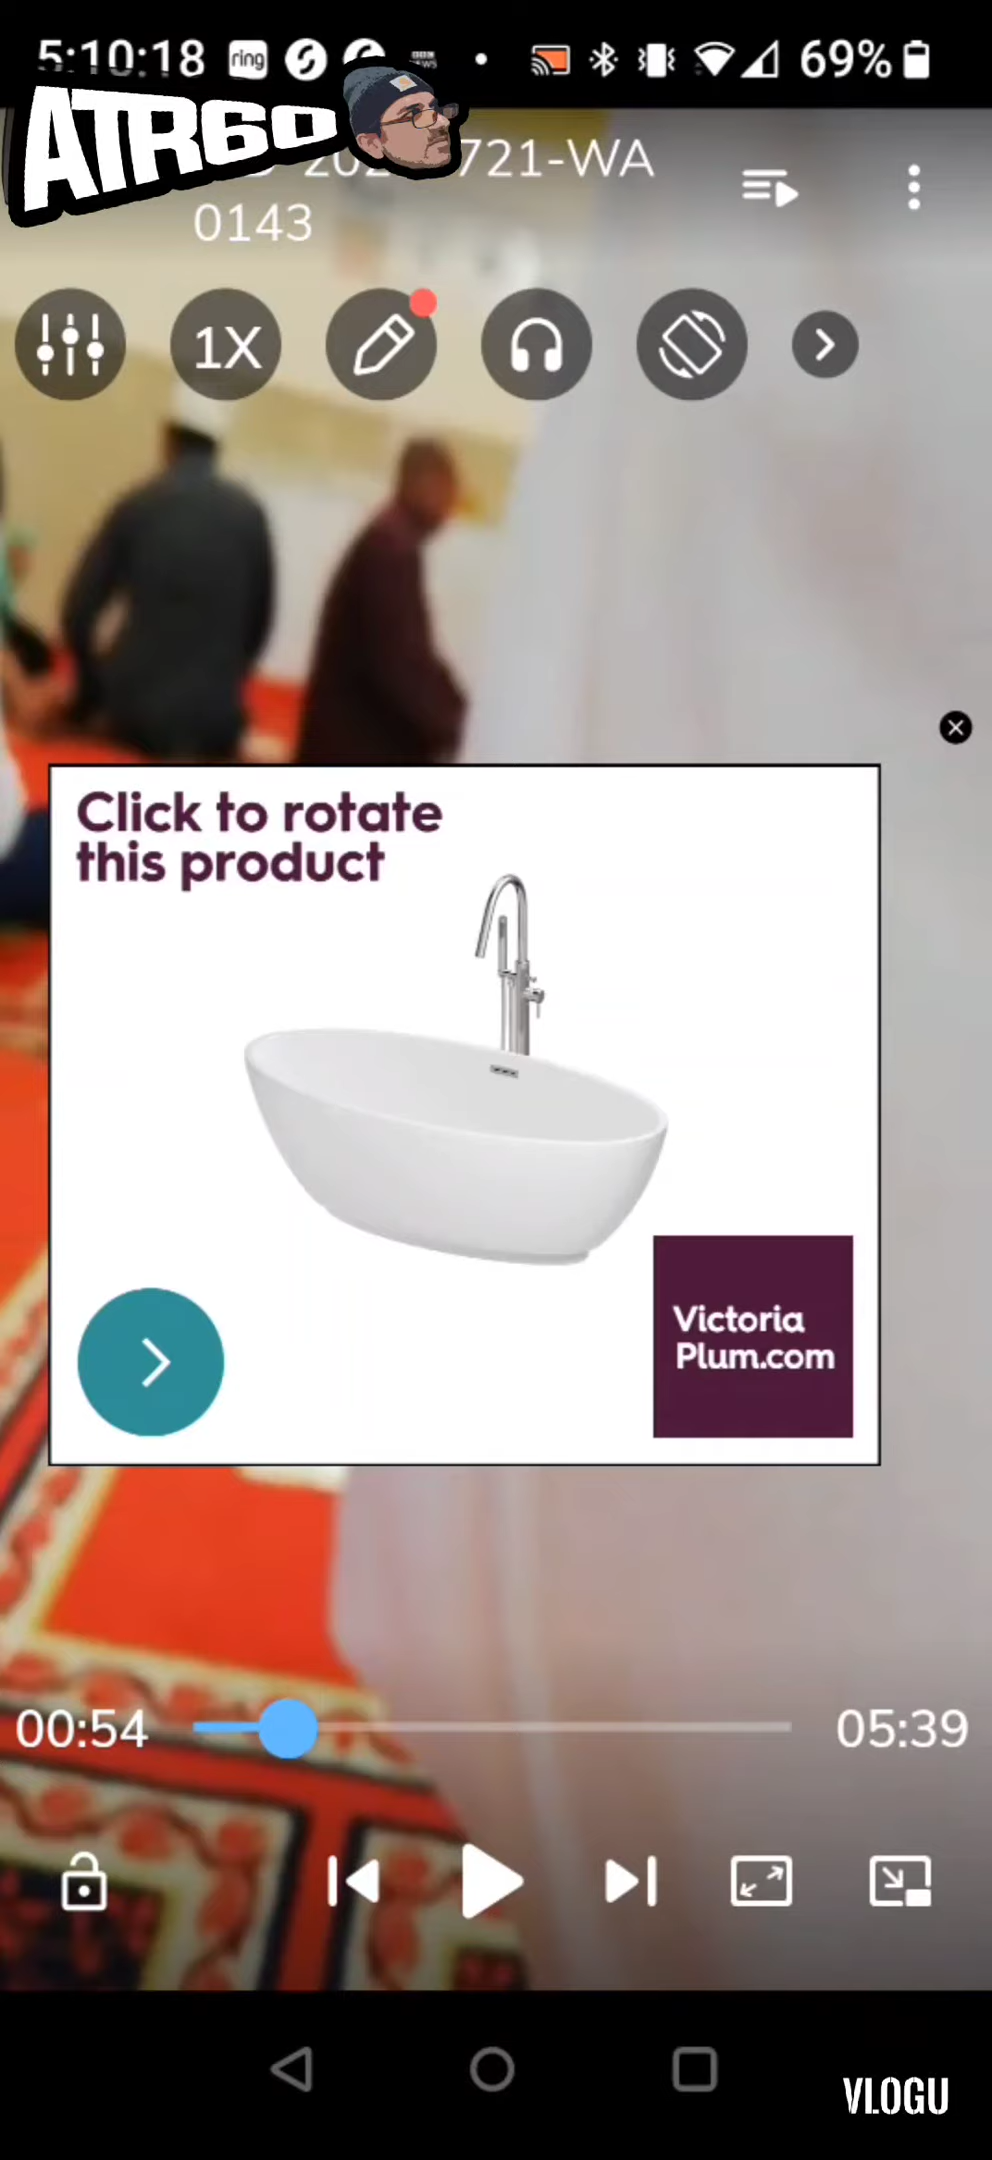 5:10:18 ring NEWS 69%
ATR60
721-WA
0143
1X
Click to rotate
this product
Victoria
Plum.com
00:54 05:39
VLOGU